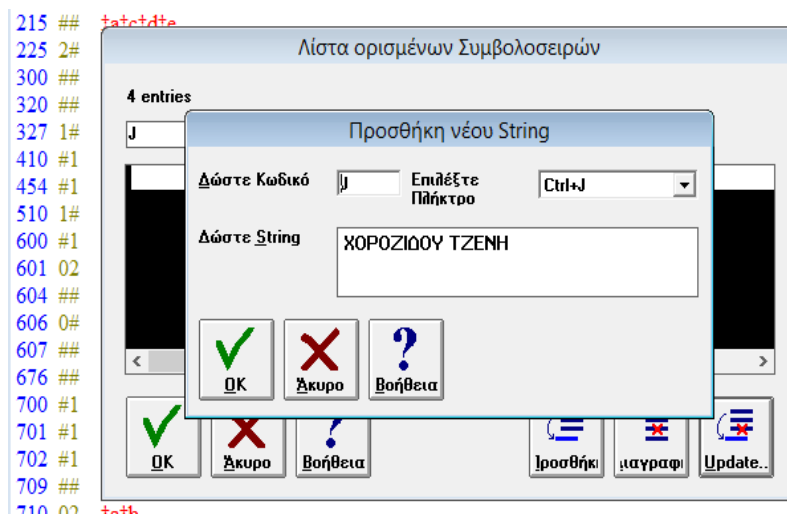 215 ## ‡a‡c‡d‡e
225 2#
300 ##
320 ##
327 1#
410 #1
454 #1
510 1#
600 #1
601 02
604 ##
606 0#
607 ##
676 ##
700 #1
701 #1
702 #1
709 ##
710 02 ‡a‡b
Λίστα ορισμένων Συμβολοσειρών
4 entries
J
Προσθήκη νέου String
Δώστε Κωδικό J Επιλέξτε Πλήκτρο Ctrl+J
Δώστε String ΧΟΡΟΖΙΔΟΥ ΤΖΕΝΗ
OK Άκυρο Βοήθεια
OK Άκυρο Βοήθεια Update..